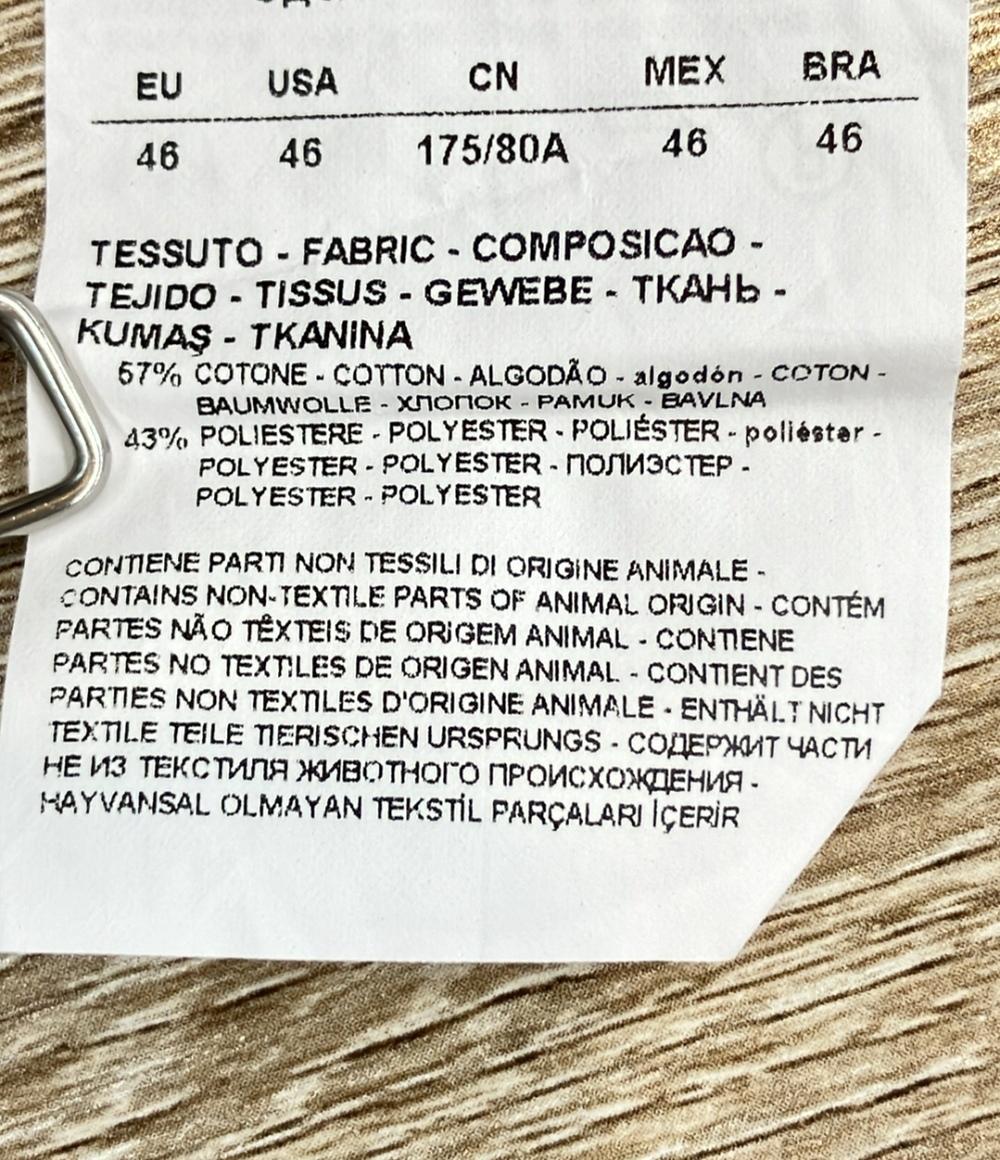 EU USA CN MEX BRA
46 46 175/80A 46 46
TESSUTO - FABRIC - COMPOSICAO -
TEJIDO - TISSUS - GEWEBE - ТКАНЬ -
KUMAŞ - TKANINA
57% COTONE - COTTON - ALGODÃO - algodón - COTON -
BAUMWOLLE - ХЛОПОК - PAMUK - BAVLNA
43% POLIESTERE - POLYESTER - POLIÉSTER - poliéster -
POLYESTER - POLYESTER - ПОЛИЭСТЕР -
POLYESTER - POLYESTER
CONTIENE PARTI NON TESSILI DI ORIGINE ANIMALE -
CONTAINS NON-TEXTILE PARTS OF ANIMAL ORIGIN - CONTÉM
PARTES NÃO TÊXTEIS DE ORIGEM ANIMAL - CONTIENE
PARTES NO TEXTILES DE ORIGEN ANIMAL - CONTIENT DES
PARTIES NON TEXTILES D'ORIGINE ANIMALE - ENTHÄLT NICHT
TEXTILE TEILE TIERISCHEN URSPRUNGS - СОДЕРЖИТ ЧАСТИ
НЕ ИЗ ТЕКСТИЛЯ ЖИВОТНОГО ПРОИСХОЖДЕНИЯ -
HAYVANSAL OLMAYAN TEKSTİL PARÇALARI İÇERİR